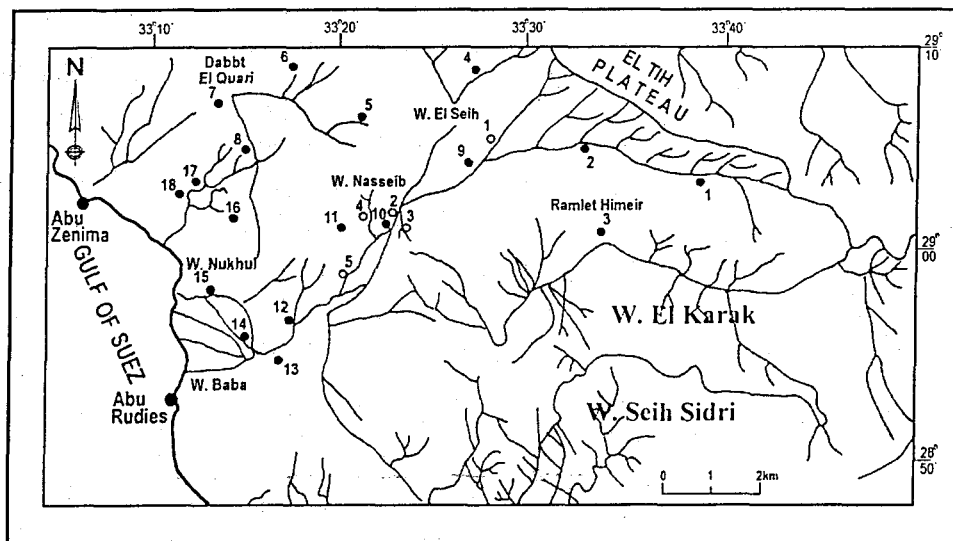 33°10'
33°20'
33°30'
33°40'
29°
10
N
Dabbt
El Quari
7
6
4
5
EL TIH
PLATEAU
W. El Seih
1
8
9
2
17
18
16
W. Nasseib
4
2
11
10
3
1
Ramlet Himeir
3
Abu
Zenima
29°
00
GULF OF SUEZ
W. Nukhul
15
5
12
14
13
W. El Karak
W. Baba
Abu
Rudies
W. Seih Sidri
28°
50
0 1 2km